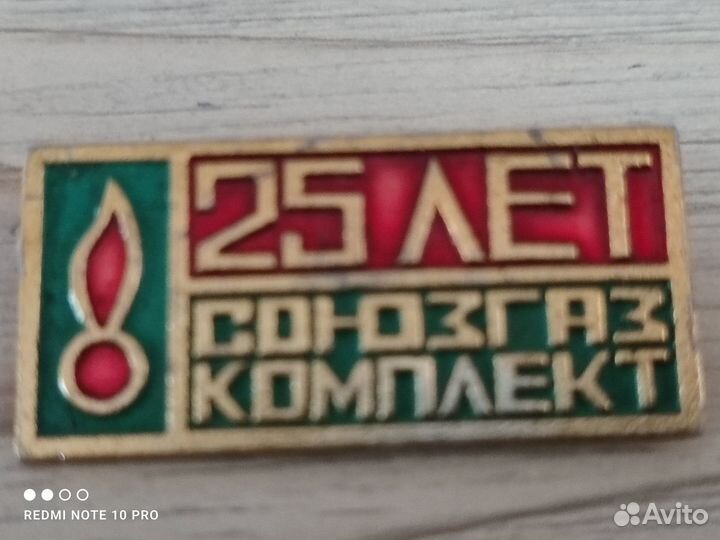 25 ЛЕТ
СОЮЗГАЗ
КОМПЛЕКТ
REDMI NOTE 10 PRO
Avito